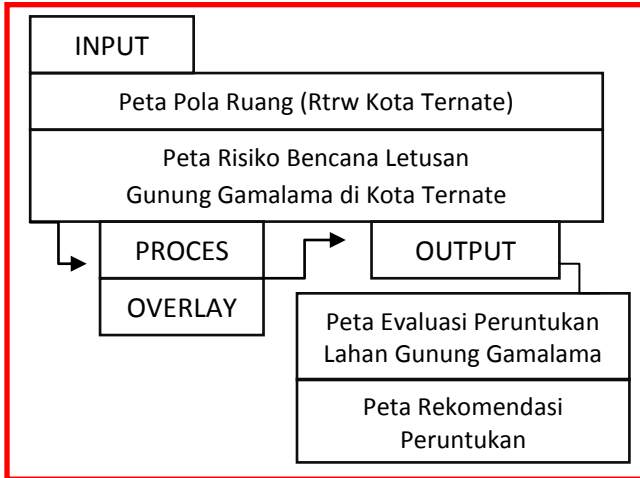 INPUT
Peta Pola Ruang (Rtrw Kota Ternate)
Peta Risiko Bencana Letusan
Gunung Gamalama di Kota Ternate
PROCES
OVERLAY
OUTPUT
Peta Evaluasi Peruntukan
Lahan Gunung Gamalama
Peta Rekomendasi
Peruntukan